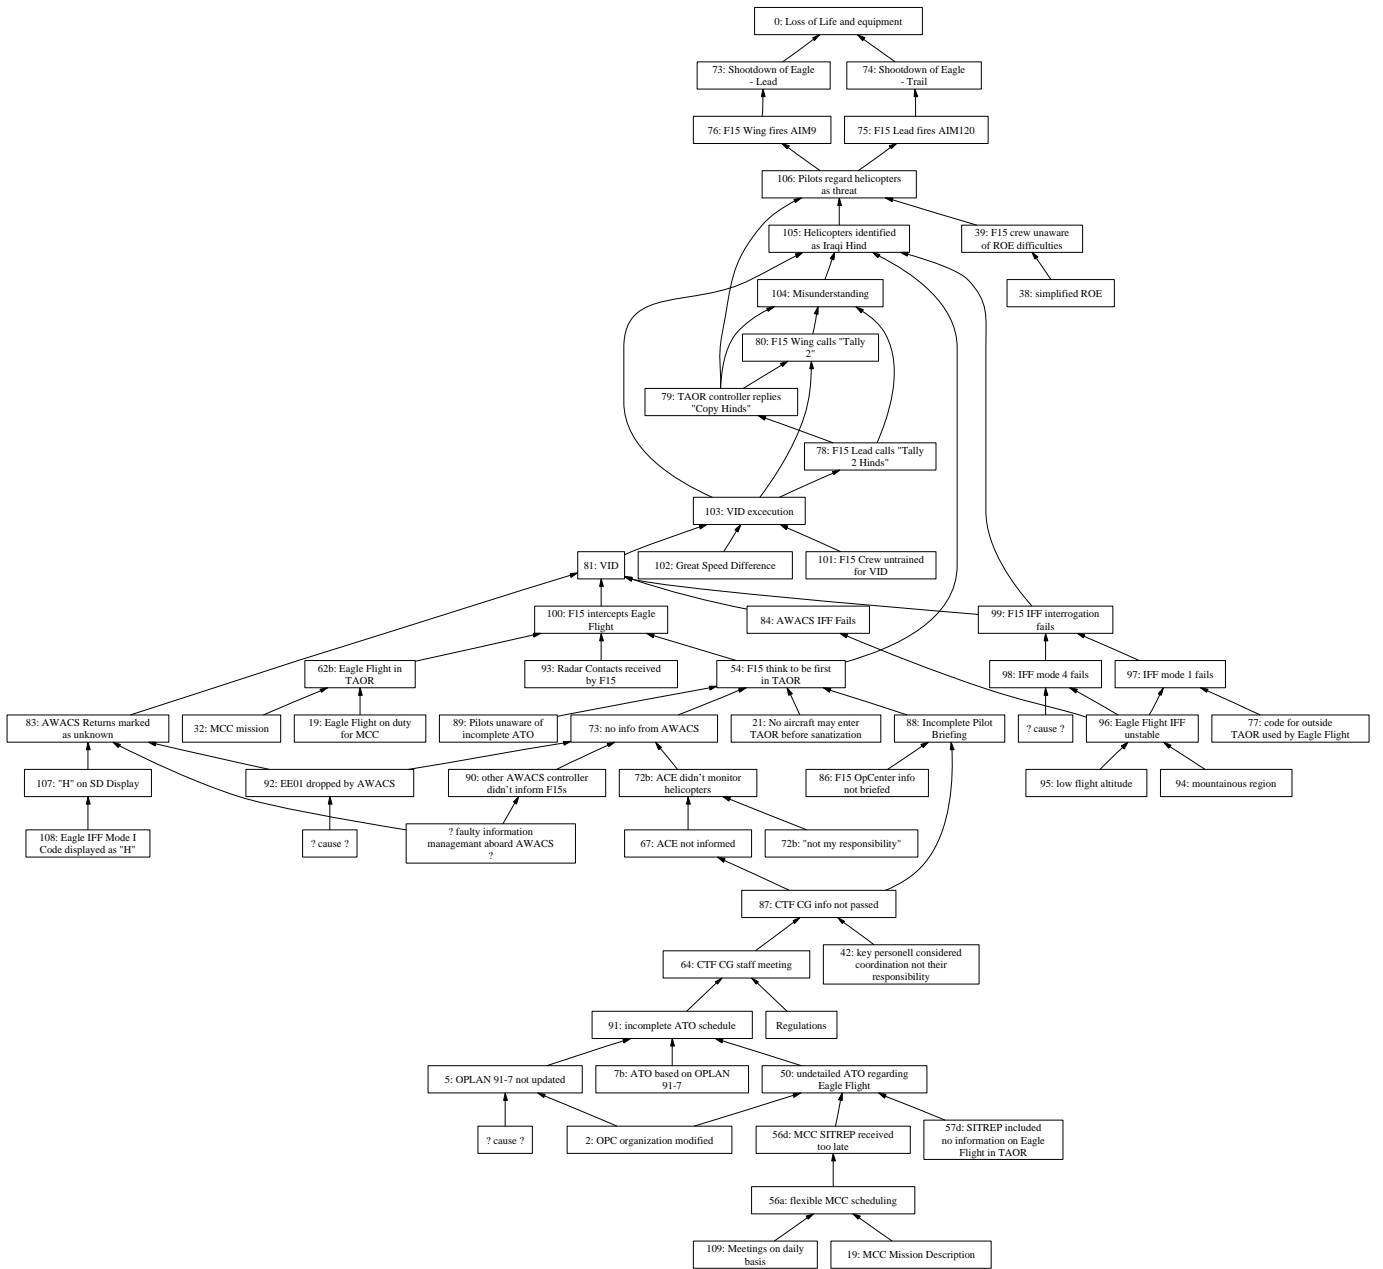 0: Loss of Life and equipment
73: Shootdown of Eagle
- Lead
74: Shootdown of Eagle
- Trail
76: F15 Wing fires AIM9
75: F15 Lead fires AIM120
106: Pilots regard helicopters
as threat
105: Helicopters identified
as Iraqi Hind
39: F15 crew unaware
of ROE difficulties
104: Misunderstanding
38: simplified ROE
80: F15 Wing calls "Tally
2"
79: TAOR controller replies
"Copy Hinds"
78: F15 Lead calls "Tally
2 Hinds"
103: VID excecution
81: VID
102: Great Speed Difference
101: F15 Crew untrained
for VID
100: F15 intercepts Eagle
Flight
84: AWACS IFF Fails
99: F15 IFF interrogation
fails
62b: Eagle Flight in
TAOR
93: Radar Contacts received
by F15
54: F15 think to be first
in TAOR
98: IFF mode 4 fails
97: IFF mode 1 fails
83: AWACS Returns marked
as unknown
32: MCC mission
19: Eagle Flight on duty
for MCC
89: Pilots unaware of
incomplete ATO
73: no info from AWACS
21: No aircraft may enter
TAOR before sanatization
88: Incomplete Pilot
Briefing
? cause ?
96: Eagle Flight IFF
unstable
77: code for outside
TAOR used by Eagle Flight
107: "H" on SD Display
92: EE01 dropped by AWACS
90: other AWACS controller
didn't inform F15s
72b: ACE didn't monitor
helicopters
86: F15 OpCenter info
not briefed
95: low flight altitude
94: mountainous region
108: Eagle IFF Mode I
Code displayed as "H"
? cause ?
? faulty information
managemant aboard AWACS
?
67: ACE not informed
72b: "not my responsibility"
87: CTF CG info not passed
64: CTF CG staff meeting
42: key personell considered
coordination not their
responsibility
91: incomplete ATO schedule
Regulations
5: OPLAN 91-7 not updated
7b: ATO based on OPLAN
91-7
50: undetailed ATO regarding
Eagle Flight
? cause ?
2: OPC organization modified
56d: MCC SITREP received
too late
57d: SITREP included
no information on Eagle
Flight in TAOR
56a: flexible MCC scheduling
109: Meetings on daily
basis
19: MCC Mission Description